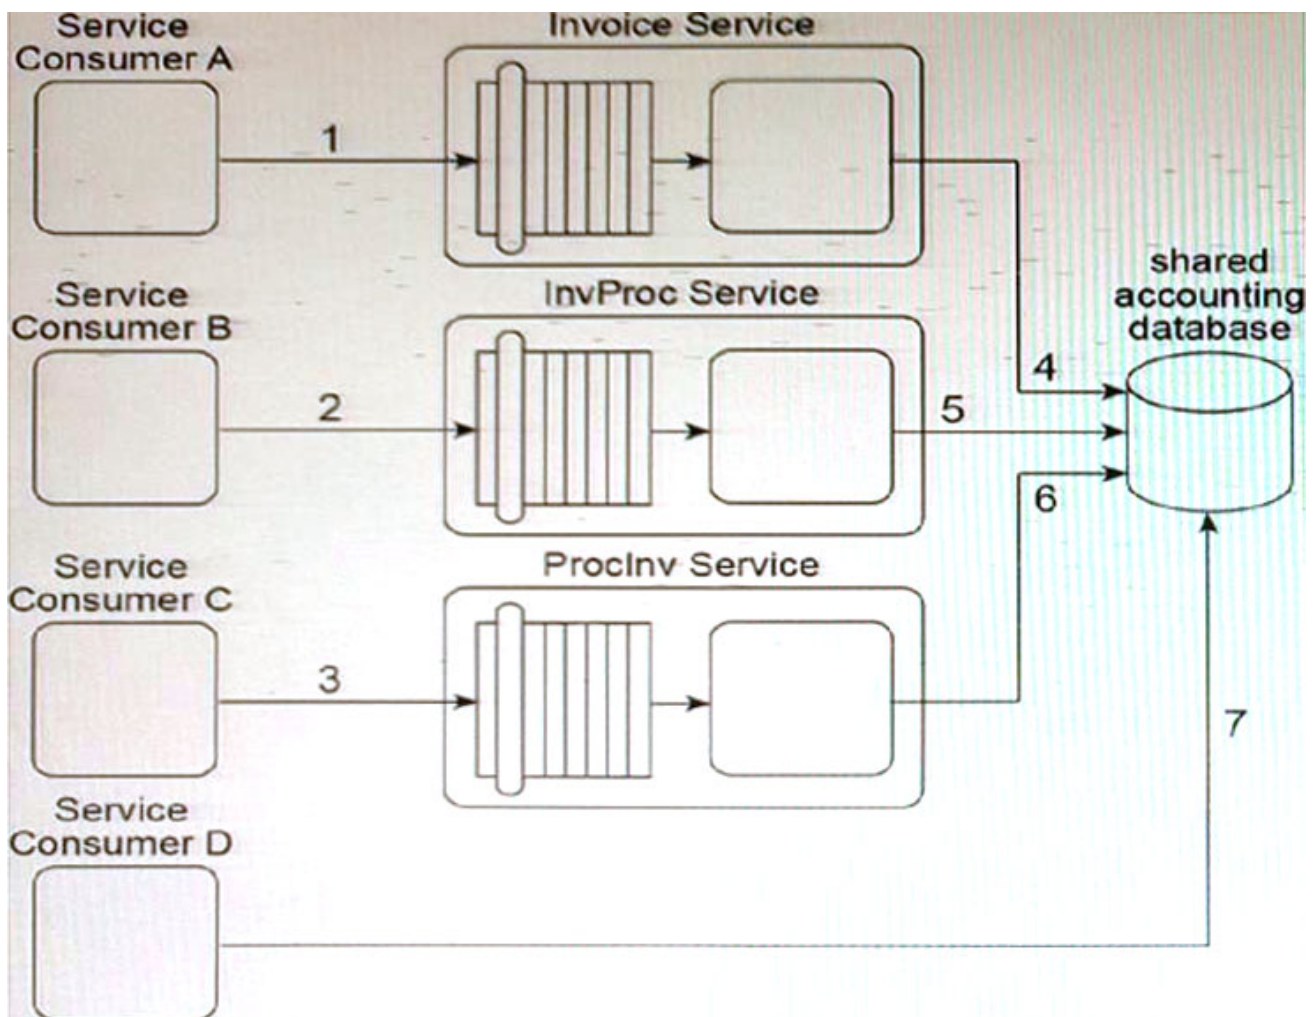 Service
Consumer A
Invoice Service
1
Service
Consumer B
InvProc Service
2
shared
accounting
database
4
5
6
Service
Consumer C
ProcInv Service
3
7
Service
Consumer D